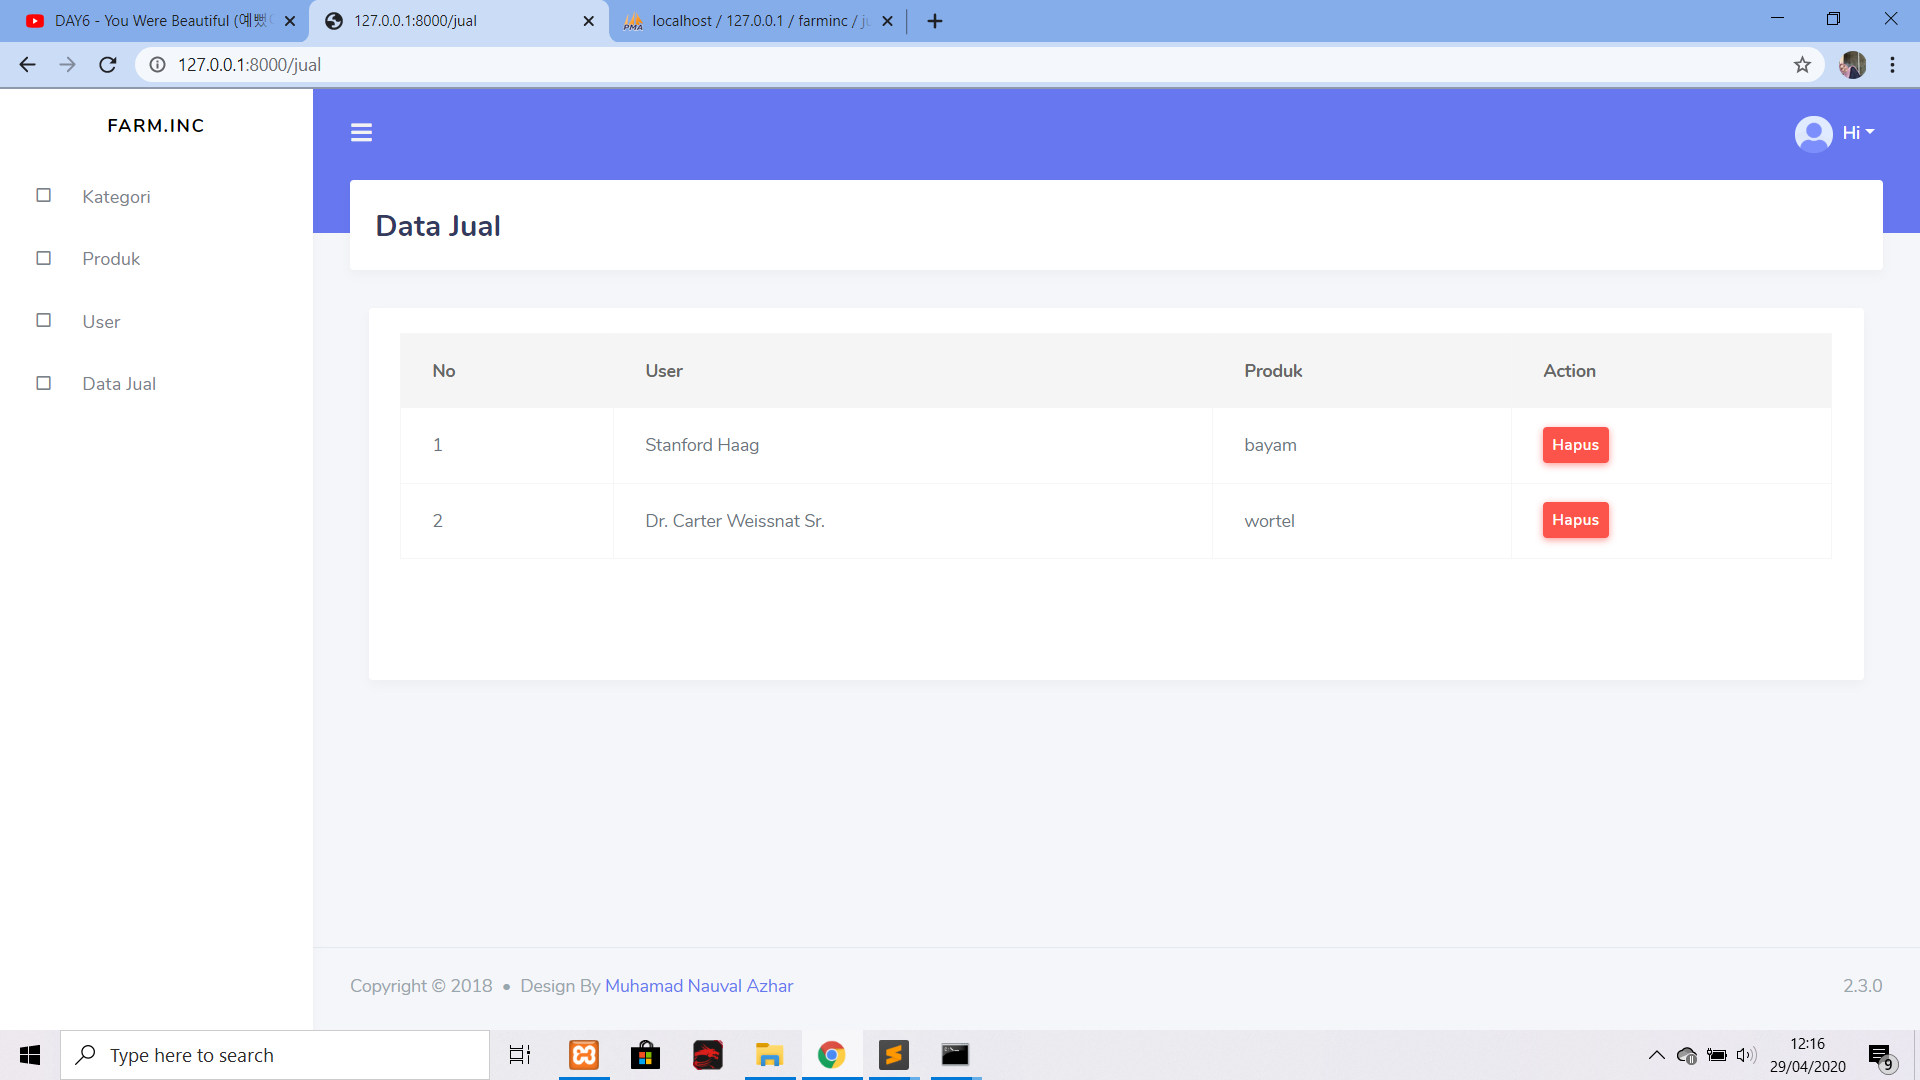 DAY6 - You Were Beautiful (예뻤
127.0.0.1:8000/jual
localhost / 127.0.0.1 / farminc / ju
127.0.0.1:8000/jual
FARM.INC
Hi
Kategori
Produk
User
Data Jual
Data Jual
No User Produk Action
1 Stanford Haag bayam Hapus
2 Dr. Carter Weissnat Sr. wortel Hapus
Copyright © 2018 • Design By Muhamad Nauval Azhar
2.3.0
Type here to search
12:16
29/04/2020
9